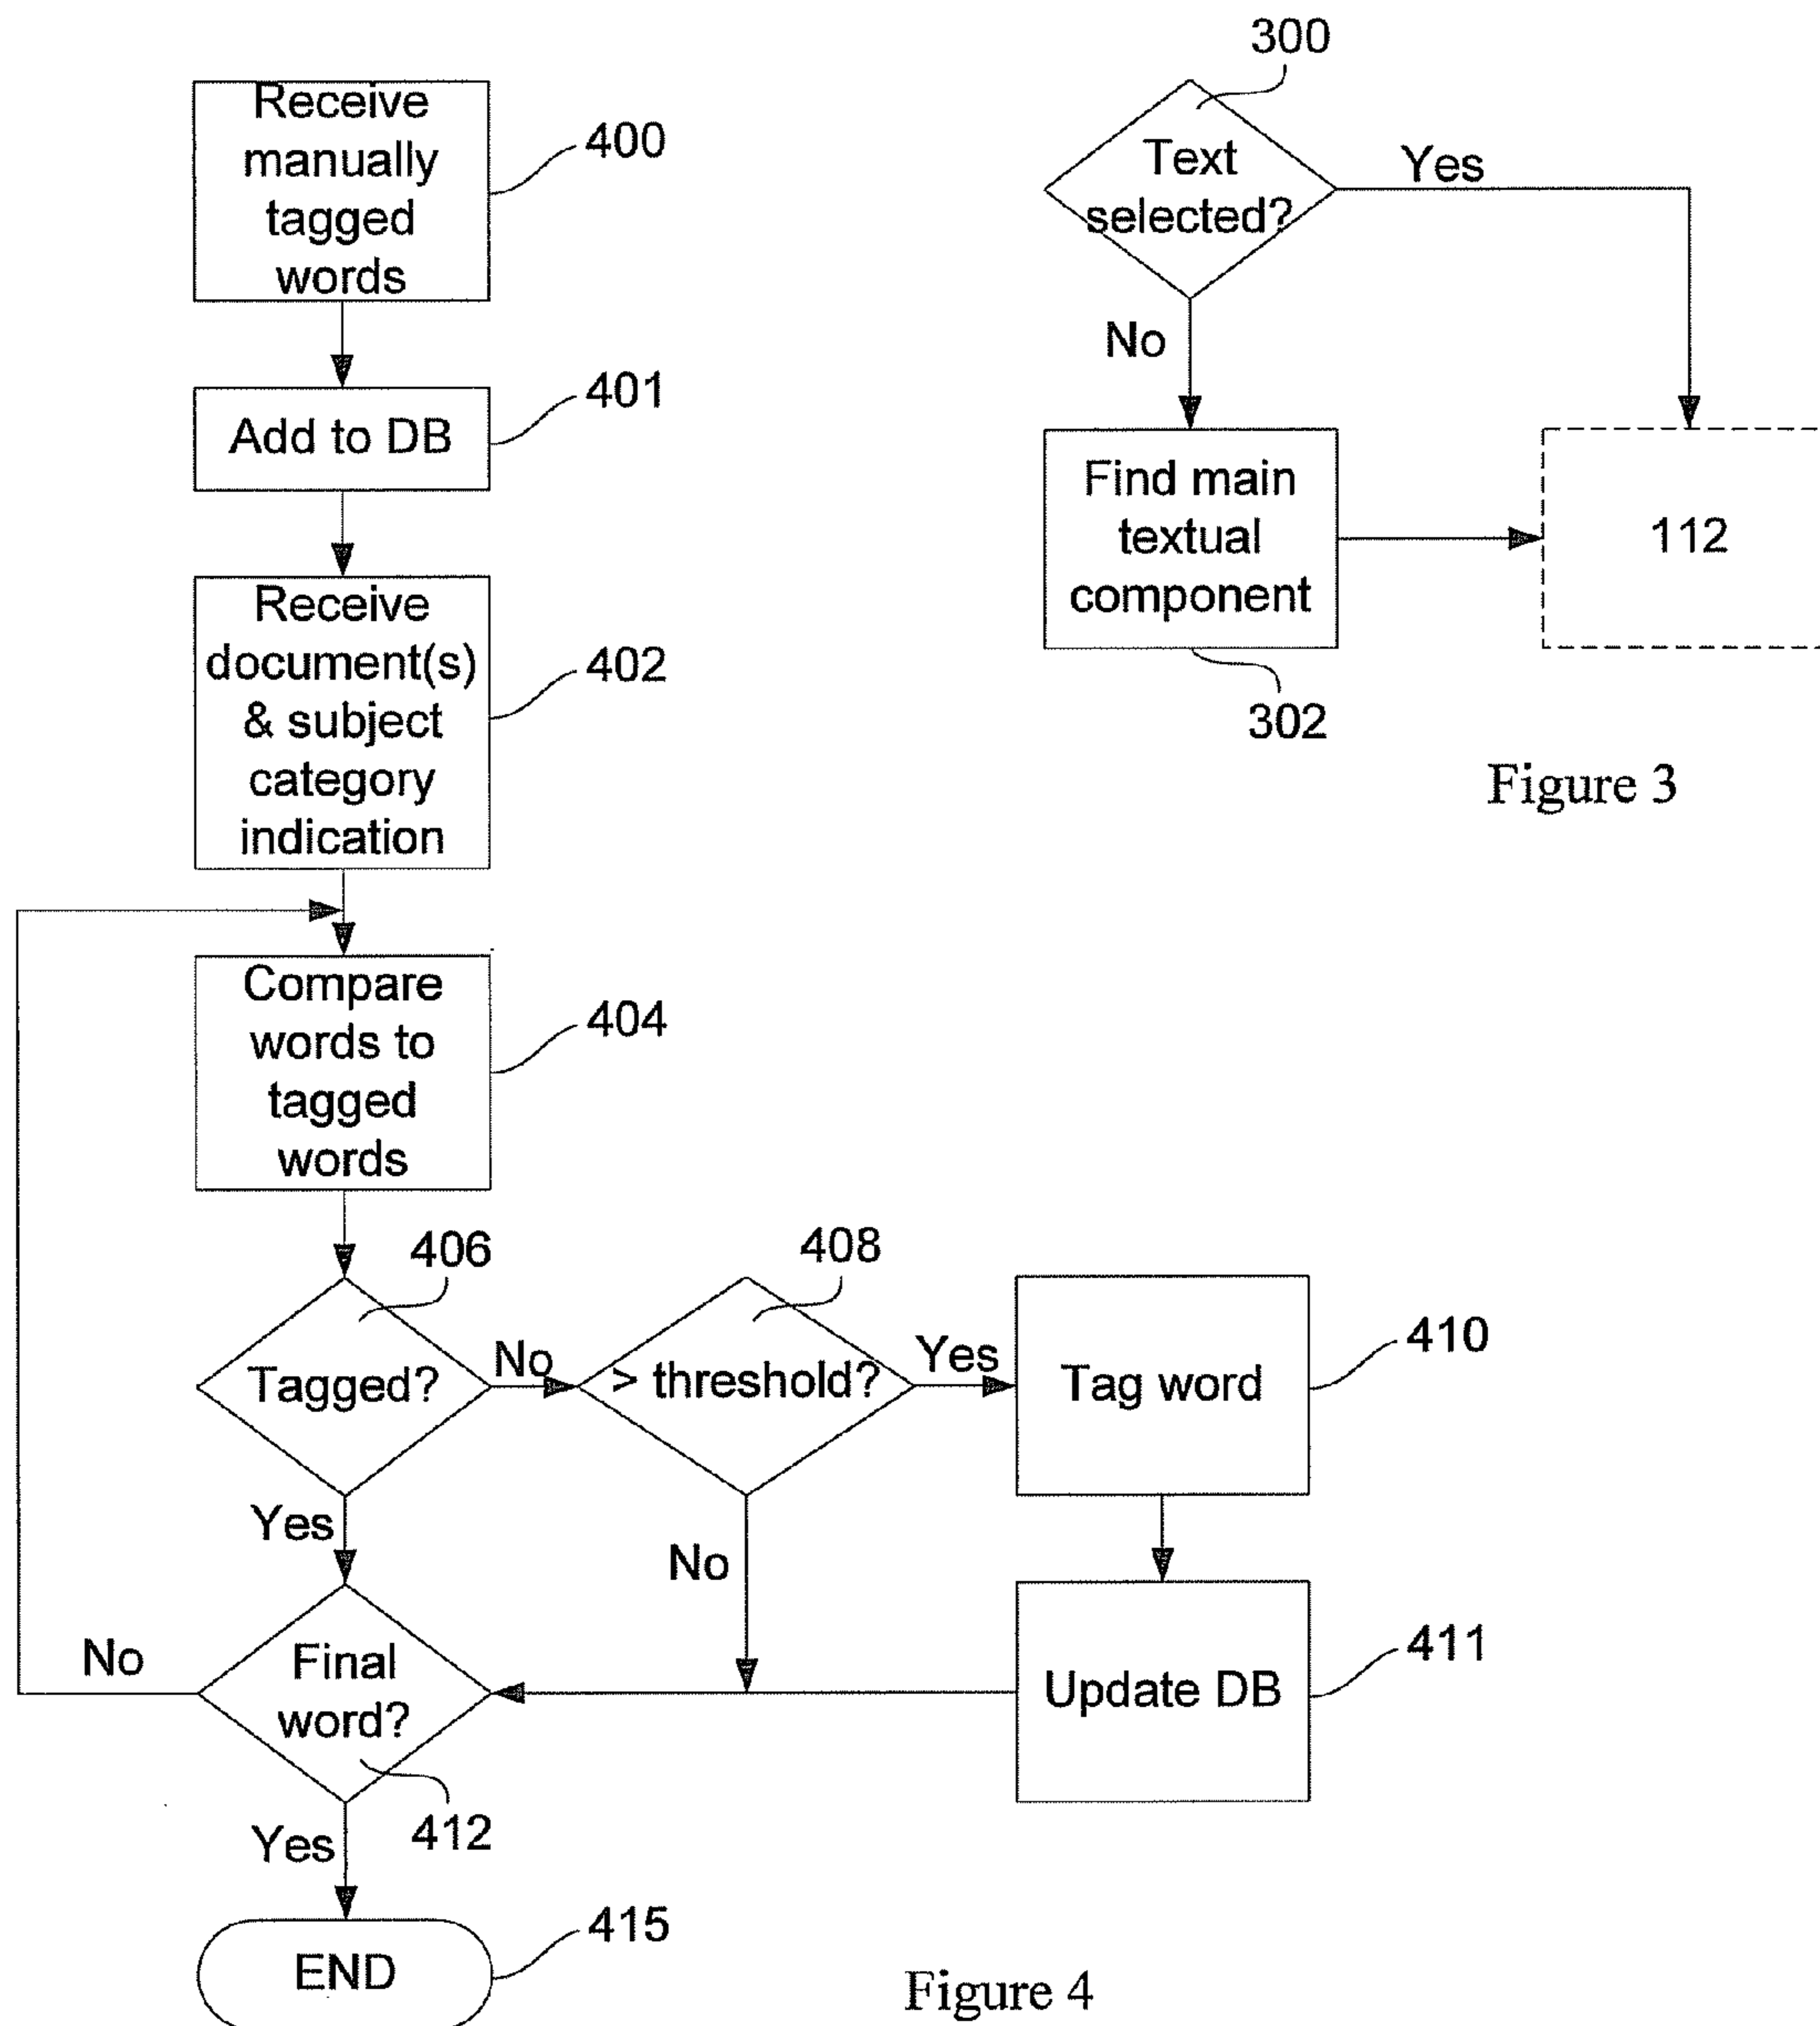 300
Text
selected?
Yes
No
Find main
textual
component
302
112
Figure 3
Receive
manually
tagged
words
400
Add to DB
401
Receive
document(s)
& subject
category
indication
402
Compare
words to
tagged
words
404
406
Tagged?
No
Yes
408
> threshold?
Yes
No
Tag word
410
Update DB
411
Final
word?
412
No
Yes
END
415
Figure 4